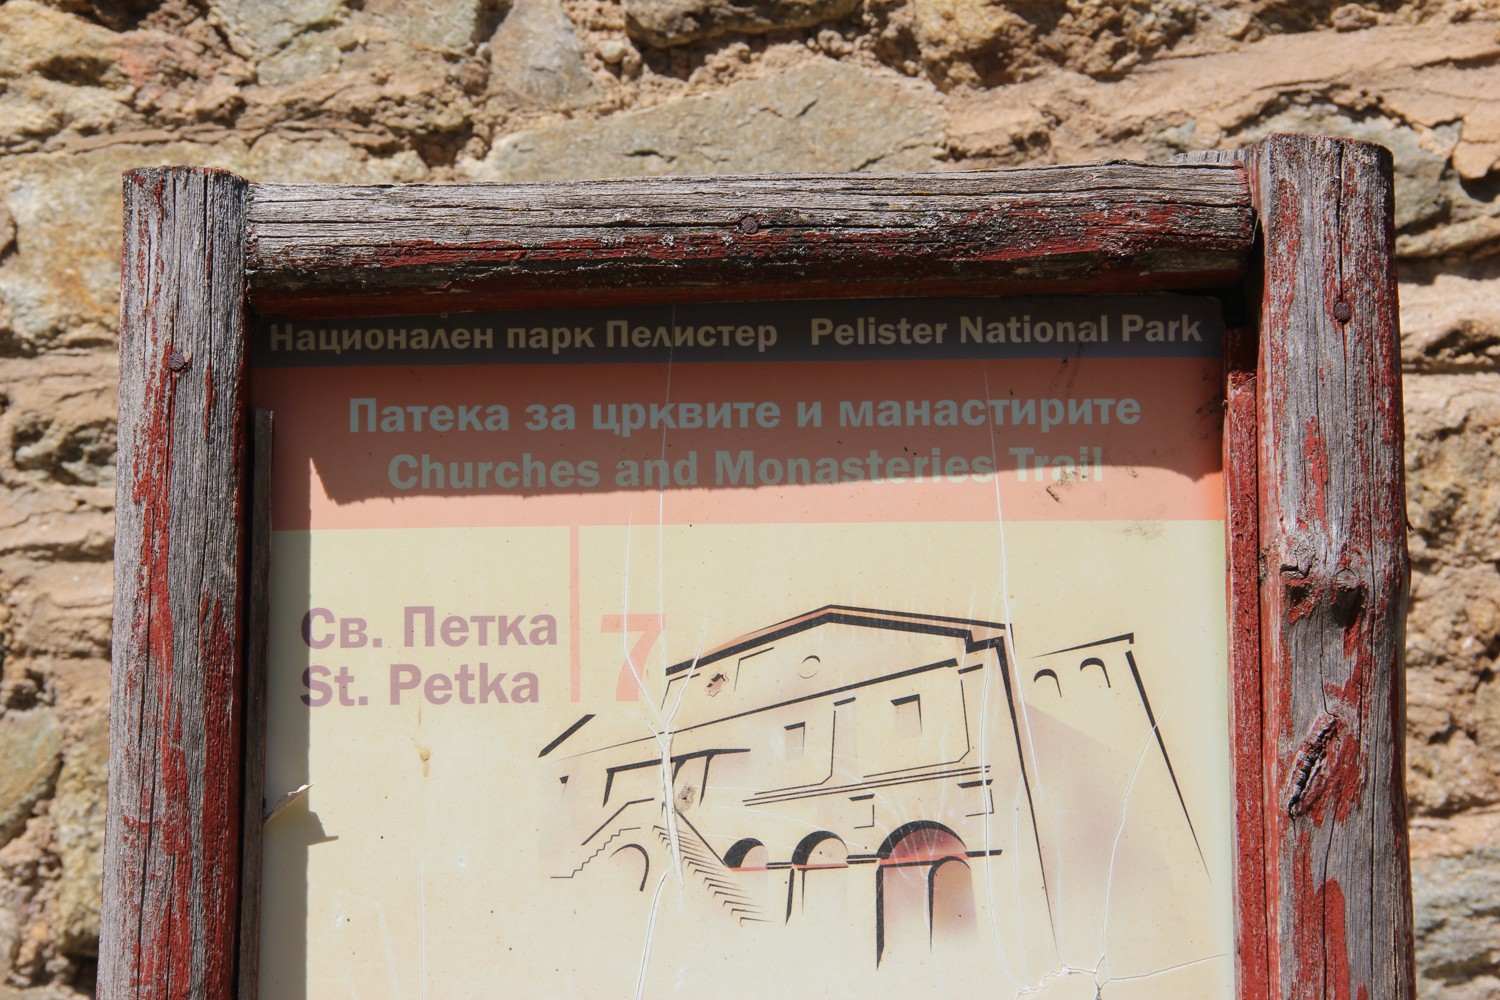 Национален парк Пелистер Pelister National Park
Патека за црквите и манастирите
Churches and Monasteries Trail
Св. Петка
St. Petka
7